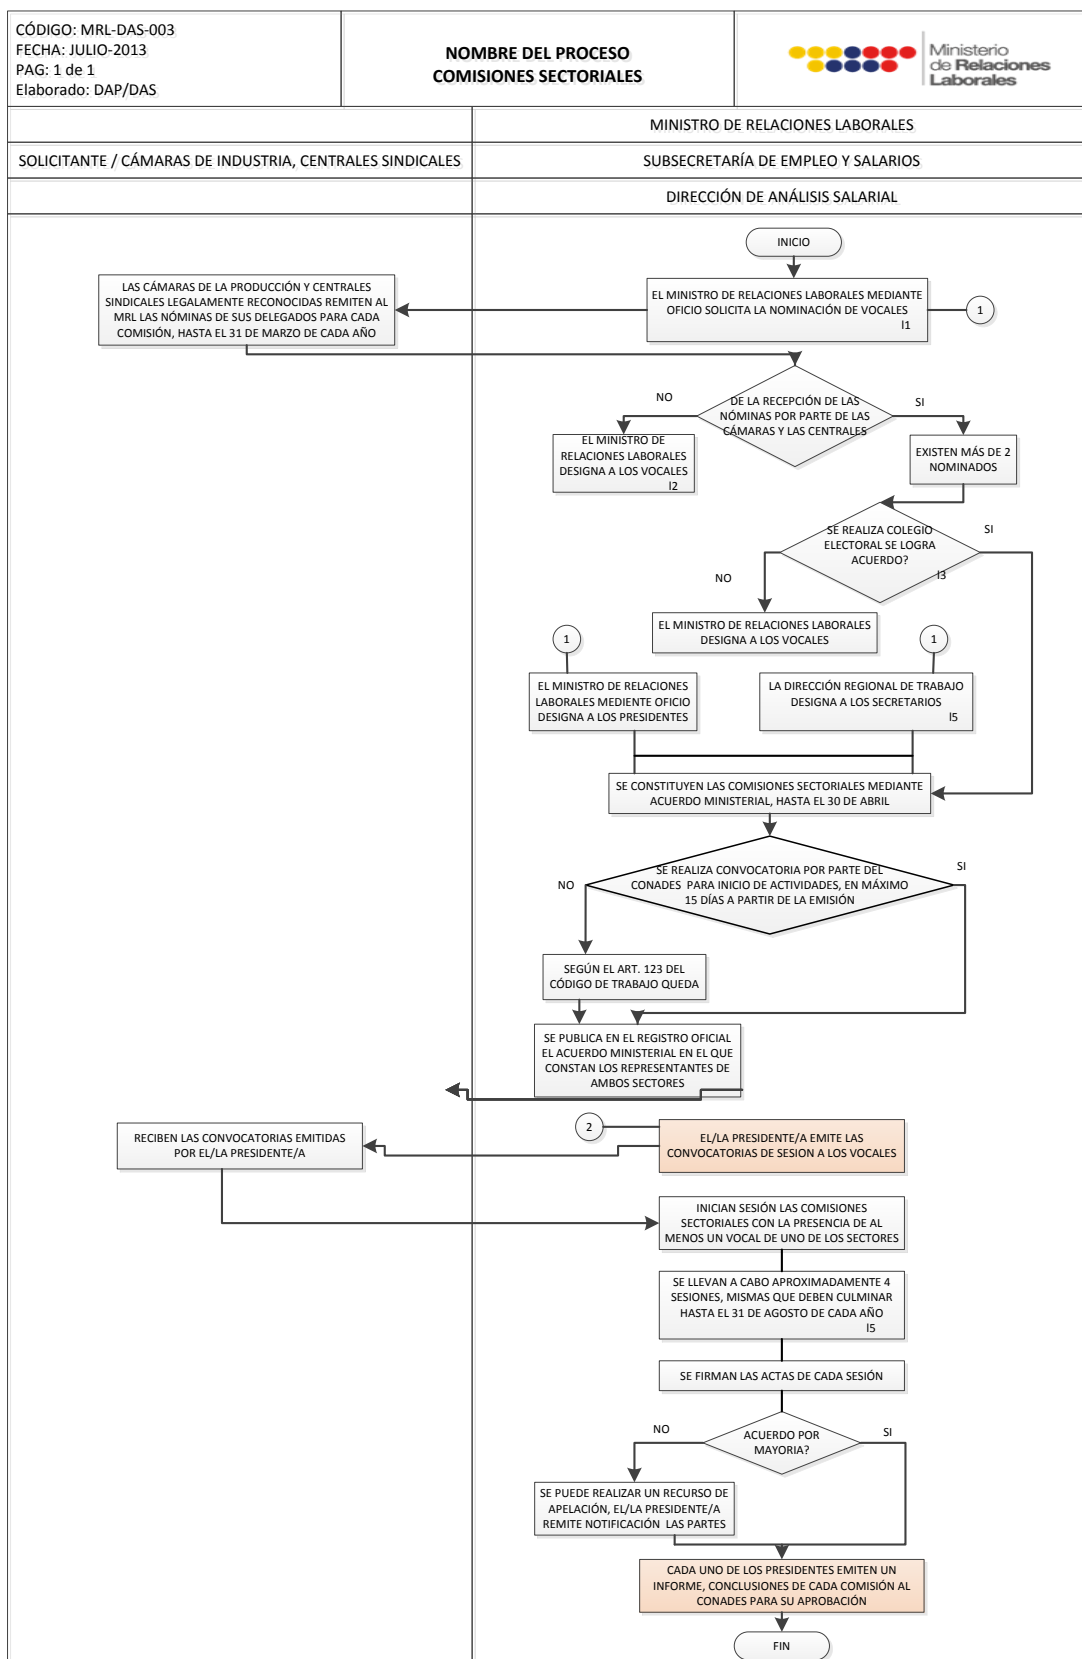 CÓDIGO: MRL-DAS-003
FECHA: JULIO-2013
PAG: 1 de 1
Elaborado: DAP/DAS
NOMBRE DEL PROCESO
COMISIONES SECTORIALES
Ministerio
de Relaciones
Laborales
MINISTRO DE RELACIONES LABORALES
SOLICITANTE / CÁMARAS DE INDUSTRIA, CENTRALES SINDICALES
SUBSECRETARÍA DE EMPLEO Y SALARIOS
DIRECCIÓN DE ANÁLISIS SALARIAL
INICIO
LAS CÁMARAS DE LA PRODUCCIÓN Y CENTRALES
SINDICALES LEGALAMENTE RECONOCIDAS REMITEN AL
MRL LAS NÓMINAS DE SUS DELEGADOS PARA CADA
COMISIÓN, HASTA EL 31 DE MARZO DE CADA AÑO
EL MINISTRO DE RELACIONES LABORALES MEDIANTE
OFICIO SOLICITA LA NOMINACIÓN DE VOCALES
I1
1
NO
DE LA RECEPCIÓN DE LAS
NÓMINAS POR PARTE DE LAS
CÁMARAS Y LAS CENTRALES
SI
EL MINISTRO DE
RELACIONES LABORALES
DESIGNA A LOS VOCALES
I2
EXISTEN MÁS DE 2
NOMINADOS
SE REALIZA COLEGIO
ELECTORAL SE LOGRA
ACUERDO?
I3
SI
NO
EL MINISTRO DE RELACIONES LABORALES
DESIGNA A LOS VOCALES
1
1
EL MINISTRO DE RELACIONES
LABORALES MEDIENTE OFICIO
DESIGNA A LOS PRESIDENTES
LA DIRECCIÓN REGIONAL DE TRABAJO
DESIGNA A LOS SECRETARIOS
I5
SE CONSTITUYEN LAS COMISIONES SECTORIALES MEDIANTE
ACUERDO MINISTERIAL, HASTA EL 30 DE ABRIL
SE REALIZA CONVOCATORIA POR PARTE DEL
CONADES PARA INICIO DE ACTIVIDADES, EN MÁXIMO
15 DÍAS A PARTIR DE LA EMISIÓN
SI
NO
SEGÚN EL ART. 123 DEL
CÓDIGO DE TRABAJO QUEDA
SE PUBLICA EN EL REGISTRO OFICIAL
EL ACUERDO MINISTERIAL EN EL QUE
CONSTAN LOS REPRESENTANTES DE
AMBOS SECTORES
RECIBEN LAS CONVOCATORIAS EMITIDAS
POR EL/LA PRESIDENTE/A
2
EL/LA PRESIDENTE/A EMITE LAS
CONVOCATORIAS DE SESION A LOS VOCALES
INICIAN SESIÓN LAS COMISIONES
SECTORIALES CON LA PRESENCIA DE AL
MENOS UN VOCAL DE UNO DE LOS SECTORES
SE LLEVAN A CABO APROXIMADAMENTE 4
SESIONES, MISMAS QUE DEBEN CULMINAR
HASTA EL 31 DE AGOSTO DE CADA AÑO
I5
SE FIRMAN LAS ACTAS DE CADA SESIÓN
NO
ACUERDO POR
MAYORIA?
SI
SE PUEDE REALIZAR UN RECURSO DE
APELACIÓN, EL/LA PRESIDENTE/A
REMITE NOTIFICACIÓN LAS PARTES
CADA UNO DE LOS PRESIDENTES EMITEN UN
INFORME, CONCLUSIONES DE CADA COMISIÓN AL
CONADES PARA SU APROBACIÓN
FIN